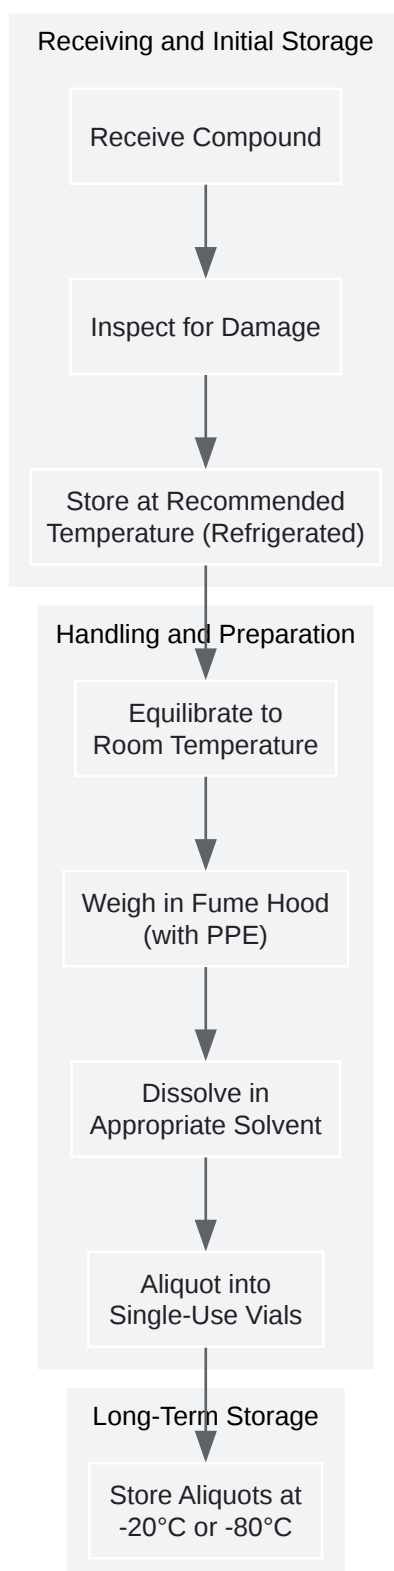 Receiving and Initial Storage
Receive Compound
Inspect for Damage
Store at Recommended
Temperature (Refrigerated)
Handling and Preparation
Equilibrate to
Room Temperature
Weigh in Fume Hood
(with PPE)
Dissolve in
Appropriate Solvent
Aliquot into
Single-Use Vials
Long-Term Storage
Store Aliquots at
-20°C or -80°C